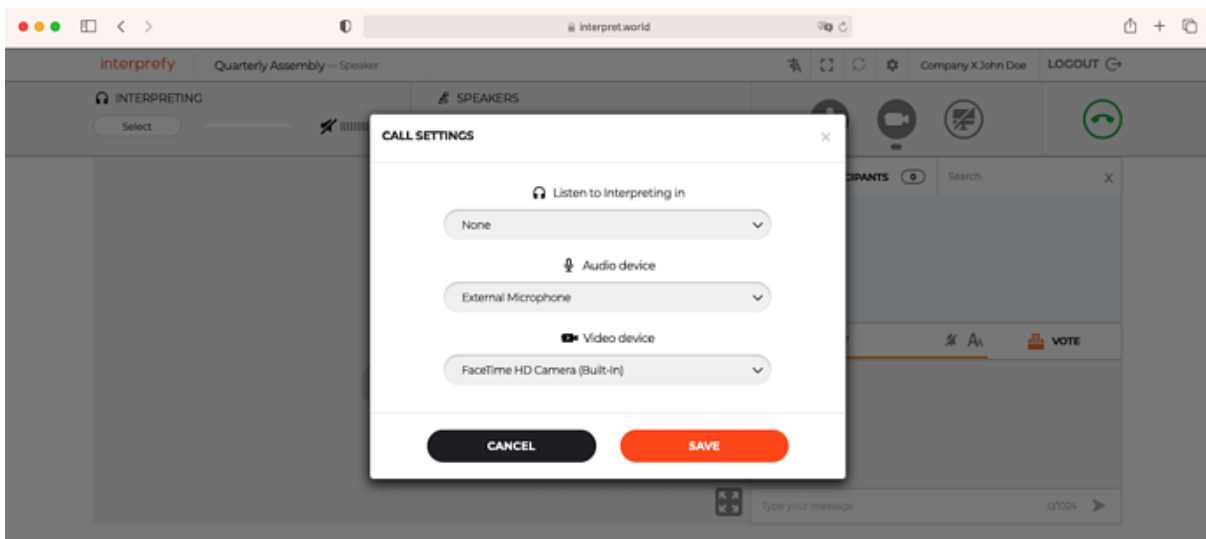 interpret.world
interprefy
Quarterly Assembly — Speaker
Company X John Doe
LOGOUT
INTERPRETING
SPEAKERS
Select
CALL SETTINGS
×
Listen to Interpreting in
None
Audio device
External Microphone
Video device
FaceTime HD Camera (Built-In)
CANCEL
SAVE
0
Search
X
VOTE
Type your message
0/1024